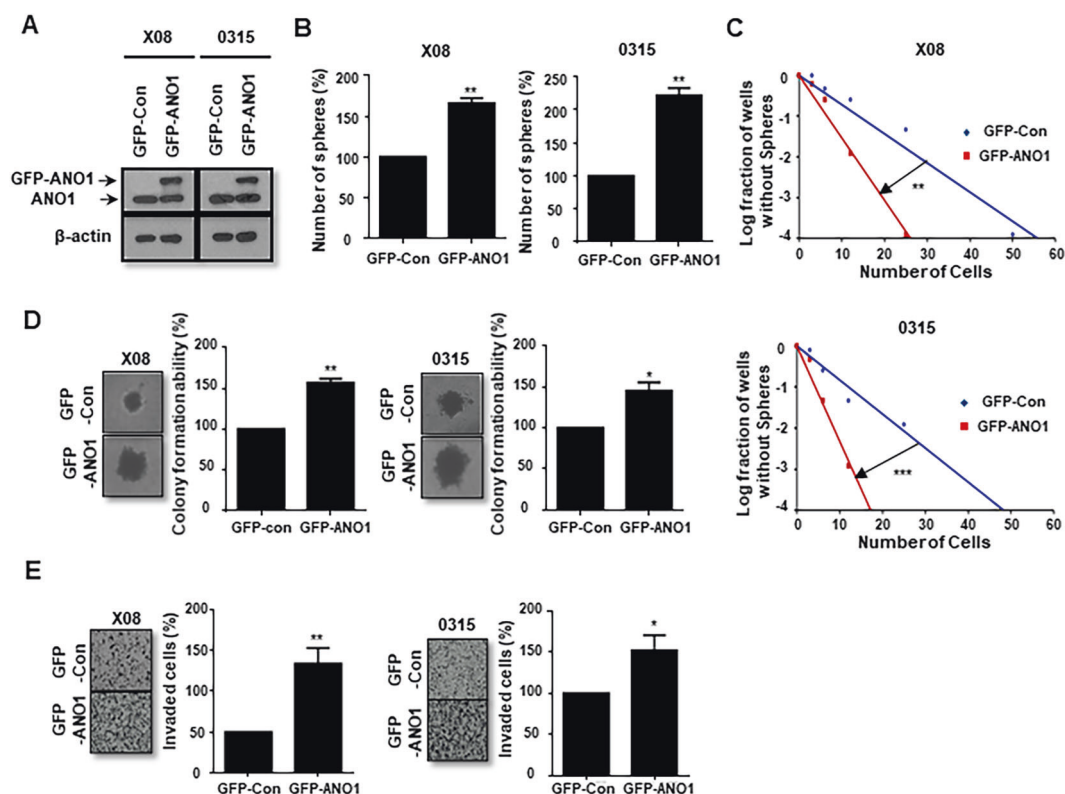 A
X08
0315
GFP-Con
GFP-ANO1
GFP-Con
GFP-ANO1
GFP-ANO1
ANO1
β-actin
B
X08
Number of spheres (%)
200
150
100
50
0
**
GFP-Con
GFP-ANO1
0315
Number of spheres (%)
250
200
150
100
50
0
**
GFP-Con
GFP-ANO1
C
X08
Log fraction of wells
without Spheres
0
-1
-2
-3
-4
GFP-Con
GFP-ANO1
**
0 10 20 30 40 50 60
Number of Cells
0315
Log fraction of wells
without Spheres
0
-1
-2
-3
-4
GFP-Con
GFP-ANO1
***
0 10 20 30 40 50 60
Number of Cells
D
X08
GFP
-Con
GFP
-ANO1
Colony formationability (%)
200
150
100
50
0
**
GFP-con
GFP-ANO1
0315
GFP
-Con
GFP
-ANO1
Colony formationability (%)
200
150
100
50
0
*
GFP-Con
GFP-ANO1
E
X08
GFP
-Con
GFP
-ANO1
Invaded cells (%)
200
150
100
50
0
**
GFP-Con
GFP-ANO1
0315
GFP
-Con
GFP
-ANO1
Invaded cells (%)
200
150
100
50
0
*
GFP-Con
GFP-ANO1